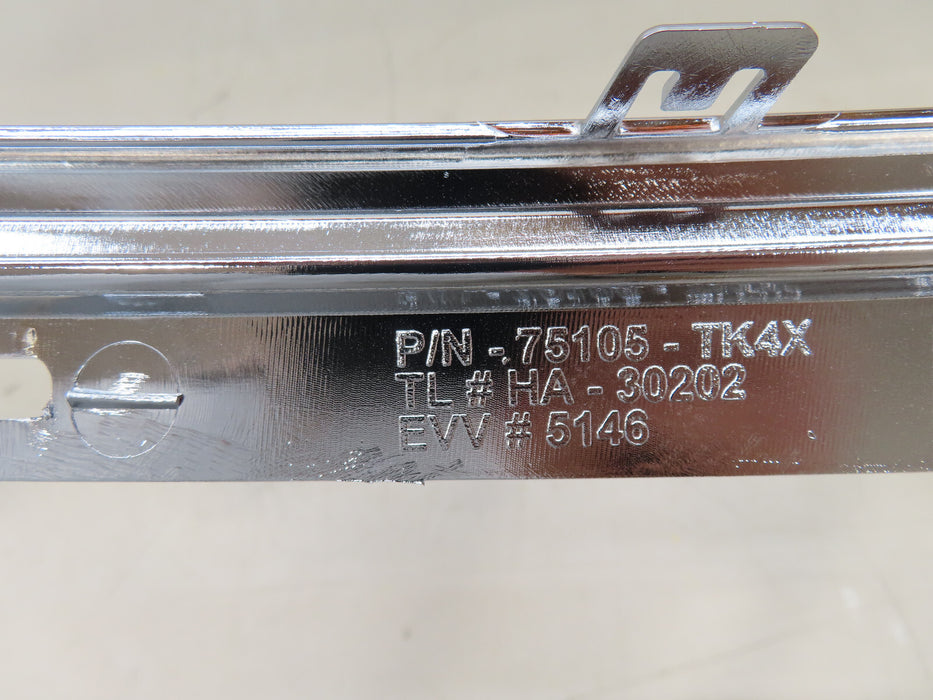 P/N - 75105 - TK4X
TL # HA - 30202
EVV # 5146